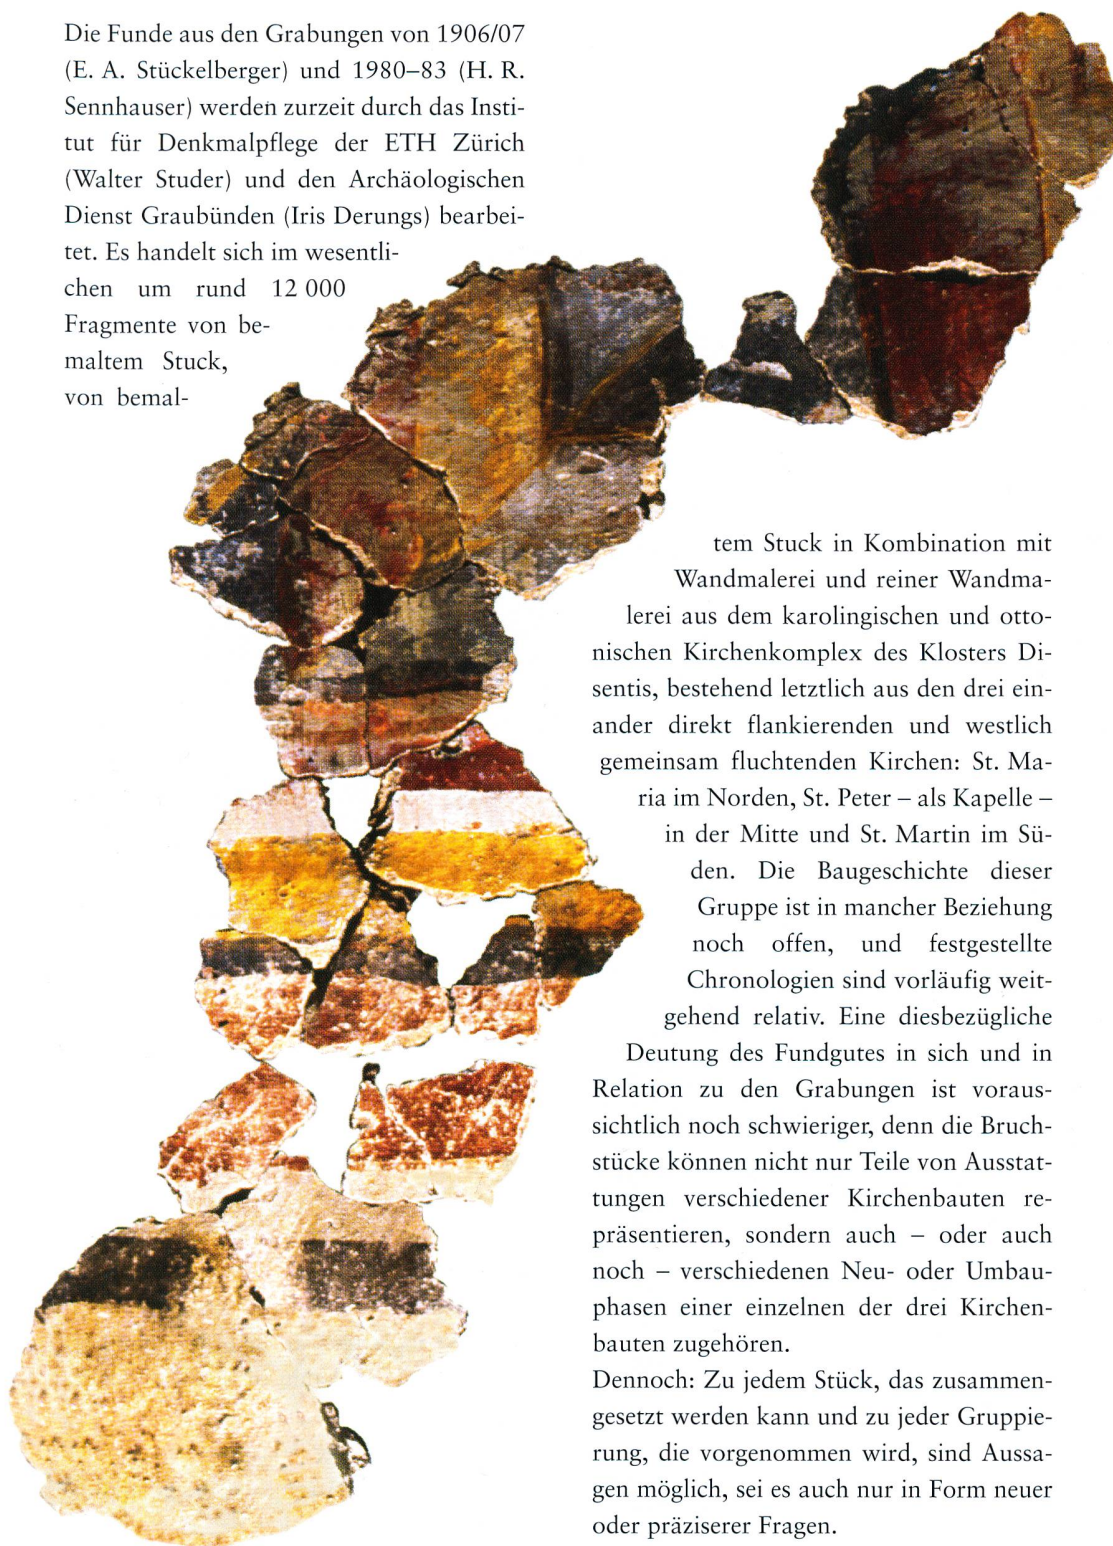 Die Funde aus den Grabungen von 1906/07
(E. A. Stückelberger) und 1980–83 (H. R.
Sennhauser) werden zurzeit durch das Insti-
tut für Denkmalpflege der ETH Zürich
(Walter Studer) und den Archäologischen
Dienst Graubünden (Iris Derungs) bearbei-
tet. Es handelt sich im wesentli-
chen um rund 12 000
Fragmente von be-
maltem Stuck,
von bemal-
tem Stuck in Kombination mit
Wandmalerei und reiner Wandma-
lerei aus dem karolingischen und otto-
nischen Kirchenkomplex des Klosters Di-
sentis, bestehend letztlich aus den drei ein-
ander direkt flankierenden und westlich
gemeinsam fluchtenden Kirchen: St. Ma-
ria im Norden, St. Peter – als Kapelle –
in der Mitte und St. Martin im Sü-
den. Die Baugeschichte dieser
Gruppe ist in mancher Beziehung
noch offen, und festgestellte
Chronologien sind vorläufig weit-
gehend relativ. Eine diesbezügliche
Deutung des Fundgutes in sich und in
Relation zu den Grabungen ist voraus-
sichtlich noch schwieriger, denn die Bruch-
stücke können nicht nur Teile von Ausstat-
tungen verschiedener Kirchenbauten re-
präsentieren, sondern auch – oder auch
noch – verschiedenen Neu- oder Umbau-
phasen einer einzelnen der drei Kirchen-
bauten zugehören.
Dennoch: Zu jedem Stück, das zusammen-
gesetzt werden kann und zu jeder Gruppie-
rung, die vorgenommen wird, sind Aussa-
gen möglich, sei es auch nur in Form neuer
oder präziserer Fragen.